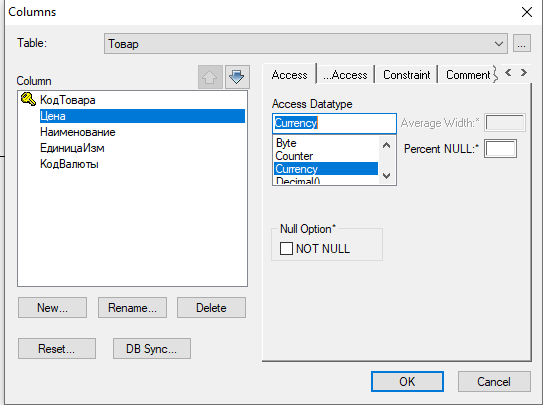 Columns
Table:
Товар
...
Column
КодТовара
Цена
Наименование
ЕдиницаИзм
КодВалюты
New...
Rename...
Delete
Reset...
DB Sync...
Access
...Access
Constraint
Comment
Access Datatype
Currency
Average Width:*
Byte
Counter
Currency
Decimal()
Percent NULL:*
Null Option*
NOT NULL
OK
Cancel